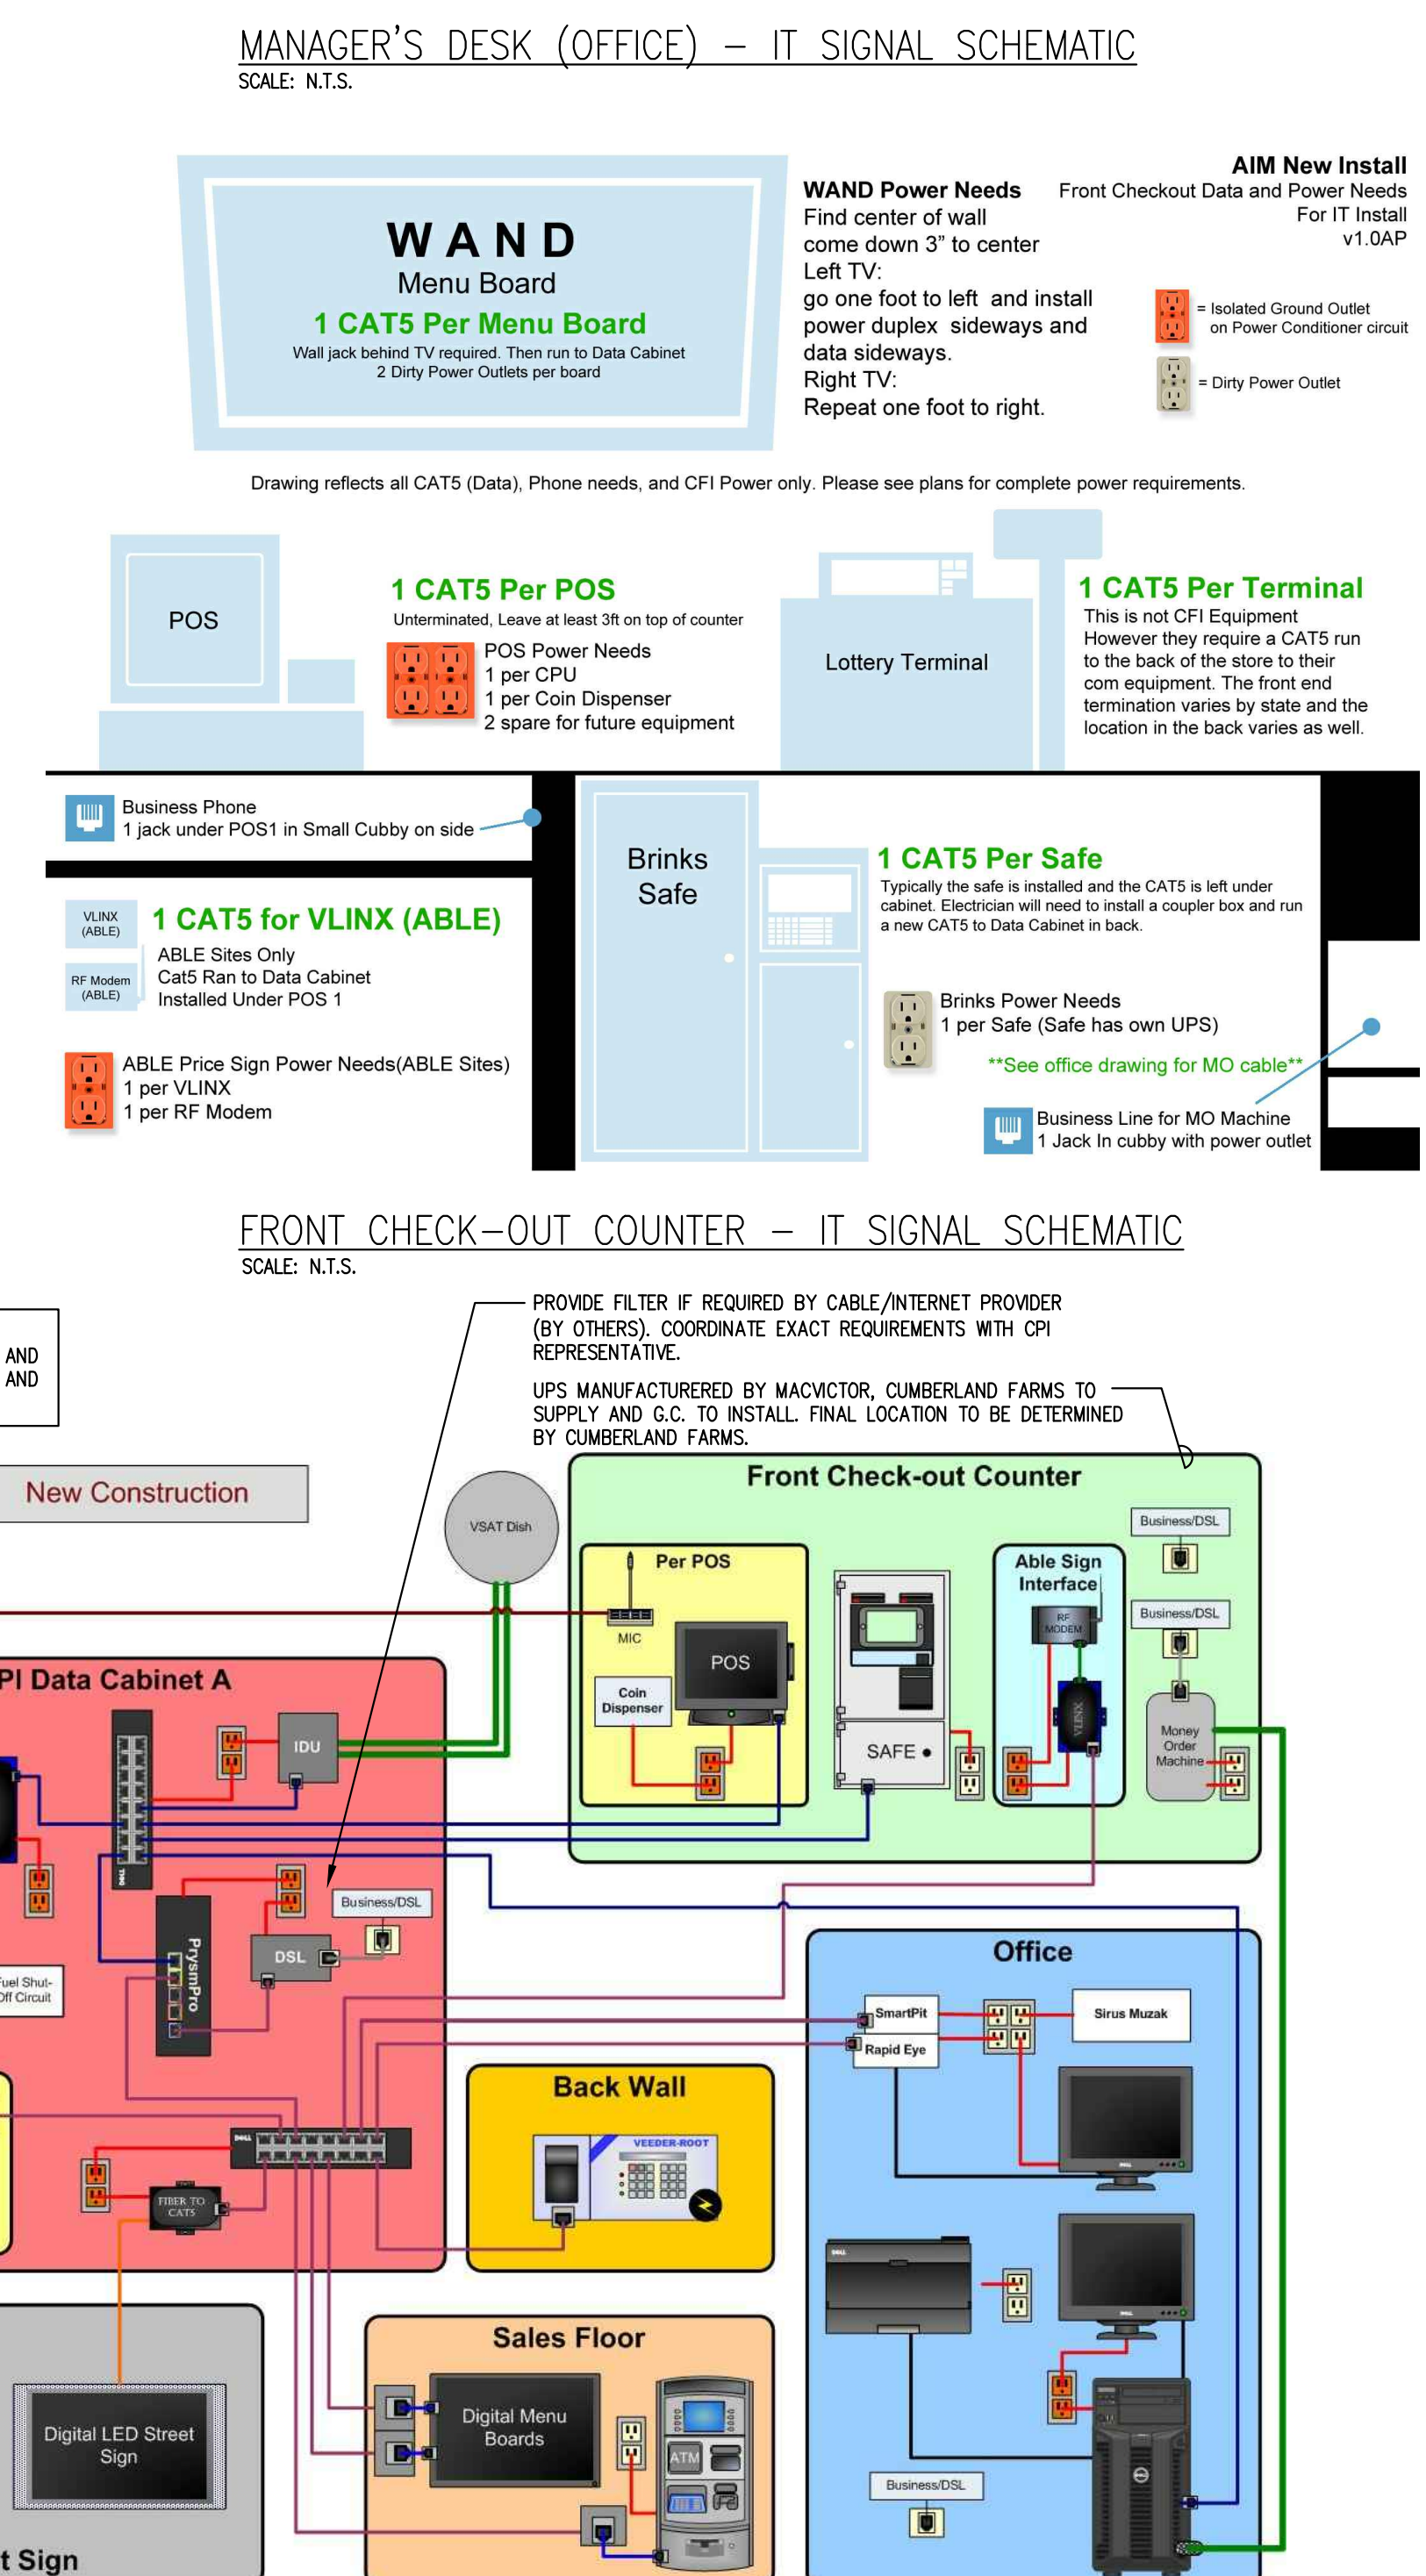 MANAGER'S DESK (OFFICE) – IT SIGNAL SCHEMATIC
SCALE: N.T.S.
WAND
Menu Board
1 CAT5 Per Menu Board
Wall jack behind TV required. Then run to Data Cabinet
2 Dirty Power Outlets per board
WAND Power Needs
Find center of wall
come down 3” to center
Left TV:
go one foot to left and install
power duplex sideways and
data sideways.
Right TV:
Repeat one foot to right.
AIM New Install
Front Checkout Data and Power Needs
For IT Install
v1.0AP
= Isolated Ground Outlet
on Power Conditioner circuit
= Dirty Power Outlet
Drawing reflects all CAT5 (Data), Phone needs, and CFI Power only. Please see plans for complete power requirements.
POS
1 CAT5 Per POS
Unterminated, Leave at least 3ft on top of counter
POS Power Needs
1 per CPU
1 per Coin Dispenser
2 spare for future equipment
Lottery Terminal
1 CAT5 Per Terminal
This is not CFI Equipment
However they require a CAT5 run
to the back of the store to their
com equipment. The front end
termination varies by state and the
location in the back varies as well.
Business Phone
1 jack under POS1 in Small Cubby on side
VLINX
(ABLE)
RF Modem
(ABLE)
1 CAT5 for VLINX (ABLE)
ABLE Sites Only
Cat5 Ran to Data Cabinet
Installed Under POS 1
ABLE Price Sign Power Needs(ABLE Sites)
1 per VLINX
1 per RF Modem
Brinks
Safe
1 CAT5 Per Safe
Typically the safe is installed and the CAT5 is left under
cabinet. Electrician will need to install a coupler box and run
a new CAT5 to Data Cabinet in back.
Brinks Power Needs
1 per Safe (Safe has own UPS)
**See office drawing for MO cable**
Business Line for MO Machine
1 Jack In cubby with power outlet
FRONT CHECK–OUT COUNTER – IT SIGNAL SCHEMATIC
SCALE: N.T.S.
PROVIDE FILTER IF REQUIRED BY CABLE/INTERNET PROVIDER
(BY OTHERS). COORDINATE EXACT REQUIREMENTS WITH CPI
REPRESENTATIVE.
AND
AND
UPS MANUFACTURERED BY MACVICTOR, CUMBERLAND FARMS TO
SUPPLY AND G.C. TO INSTALL. FINAL LOCATION TO BE DETERMINED
BY CUMBERLAND FARMS.
New Construction
VSAT Dish
Front Check-out Counter
Per POS
MIC
POS
Coin
Dispenser
SAFE
Able Sign
Interface
RF
MODEM
VLINX
Business/DSL
Business/DSL
Money
Order
Machine
PI Data Cabinet A
IDU
DELL
PrysmPro
DSL
Business/DSL
uel Shut-
Off Circuit
DELL
FIBER TO
CAT5
Back Wall
VEEDER-ROOT
Office
SmartPit
Rapid Eye
Sirus Muzak
DELL
DELL
DELL
Business/DSL
Sales Floor
Digital Menu
Boards
ATM
Digital LED Street
Sign
t Sign